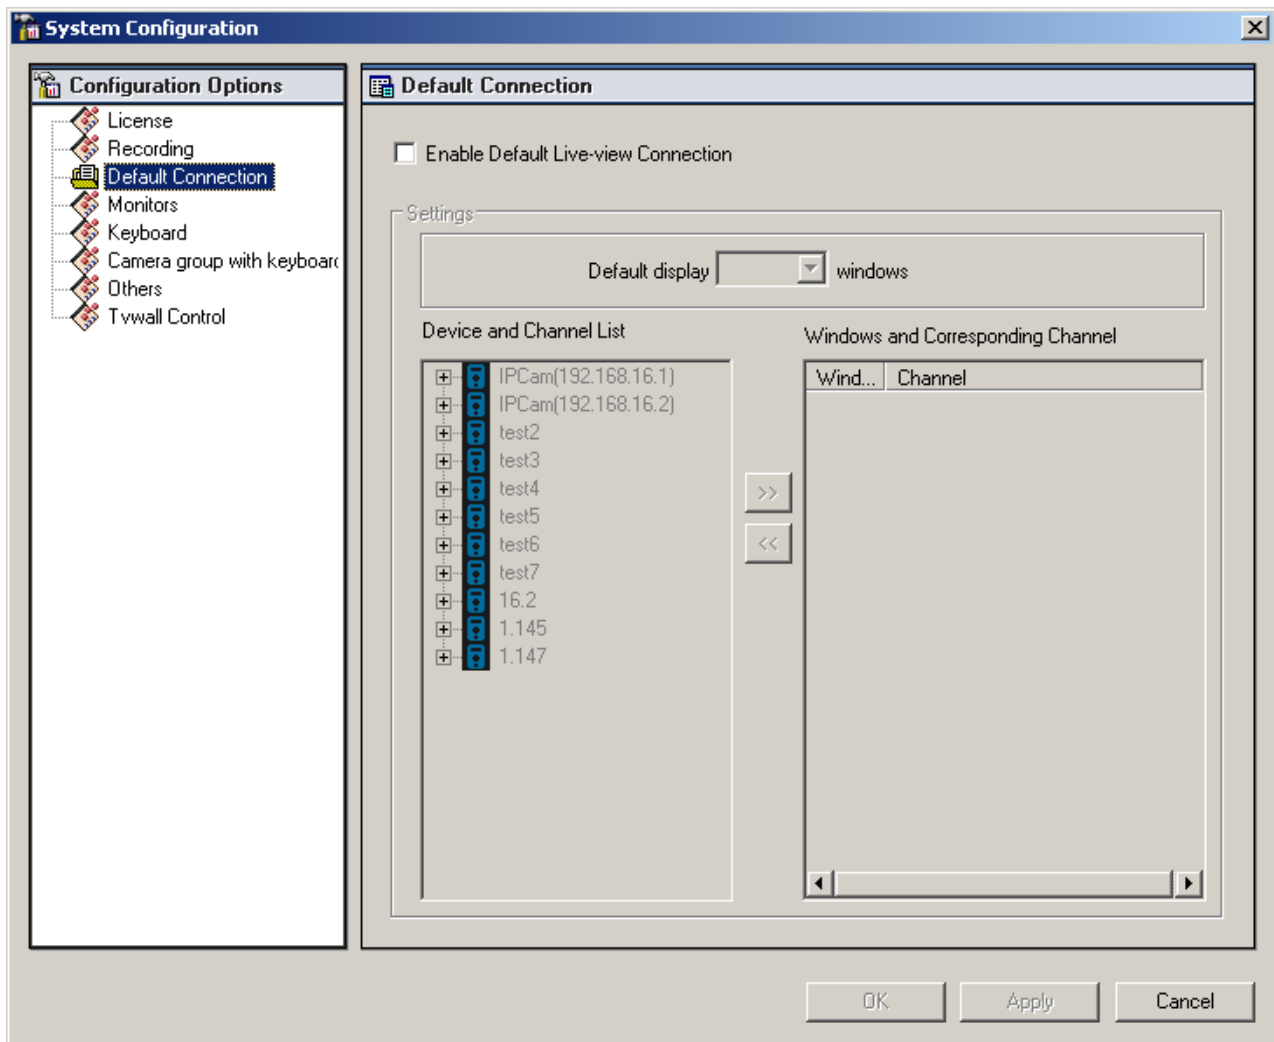 System Configuration
Configuration Options
License
Recording
Default Connection
Monitors
Keyboard
Camera group with keyboar
Others
Tvwall Control
Default Connection
Enable Default Live-view Connection
Settings
Default display windows
Device and Channel List
IPCam(192.168.16.1)
IPCam(192.168.16.2)
test2
test3
test4
test5
test6
test7
16.2
1.145
1.147
>>
<<
Windows and Corresponding Channel
Wind... Channel
OK Apply Cancel